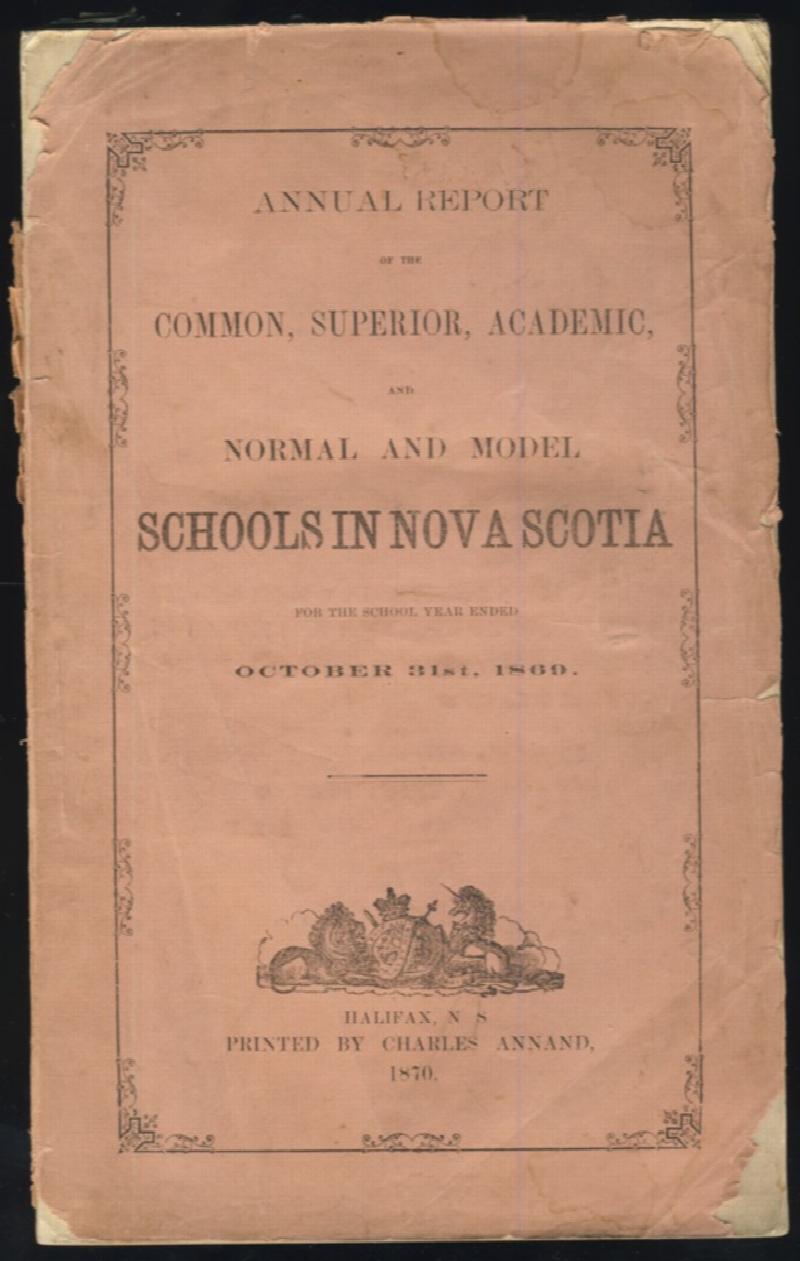 ANNUAL REPORT
OF THE
COMMON, SUPERIOR, ACADEMIC,
AND
NORMAL AND MODEL
SCHOOLS IN NOVA SCOTIA
FOR THE SCHOOL YEAR ENDED
OCTOBER 31st, 1869.
HALIFAX, N S
PRINTED BY CHARLES ANNAND,
1870.